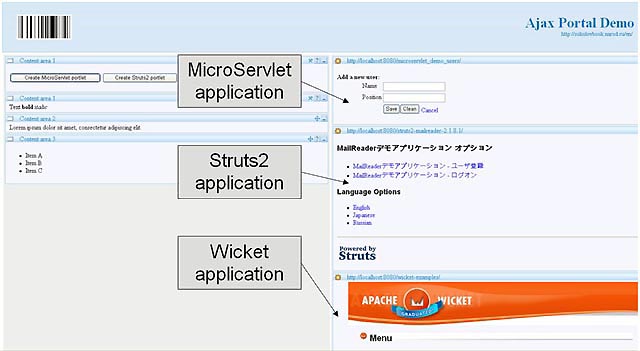 Ajax Portal Demo
Content area 1
Create MicroServlet portlet
Create Struts2 portlet
Content area 1
Text bold italic
Content area 2
Lorem ipsum dolor sit amet, consectetur adipiscing elit
Content area 3
Item A
Item B
Item C
MicroServlet
application
Struts2
application
Wicket
application
http://localhost:8080/microservlet_demo_users/
Add a new user:
Name
Position
Save Clean Cancel
http://localhost:8080/struts2-mailreader-2.1.8.1/
MailReaderデモアプリケーション オプション
MailReaderデモアプリケーション - ユーザ登録
MailReaderデモアプリケーション - ログオン
Language Options
English
Japanese
Russian
Powered by
Struts
http://localhost:8080/wicket-examples/
APACHE WICKET
GRADUATED
Menu